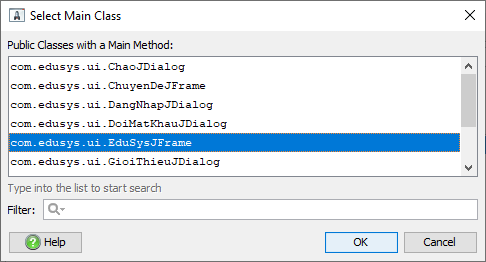 Select Main Class
Public Classes with a Main Method:
com.edusys.ui.ChaoJDialog
com.edusys.ui.ChuyenDeJFrame
com.edusys.ui.DangNhapJDialog
com.edusys.ui.DoiMatKhauJDialog
com.edusys.ui.EduSysJFrame
com.edusys.ui.GioiThieuJDialog
Type into the list to start search
Filter:
Help
OK
Cancel